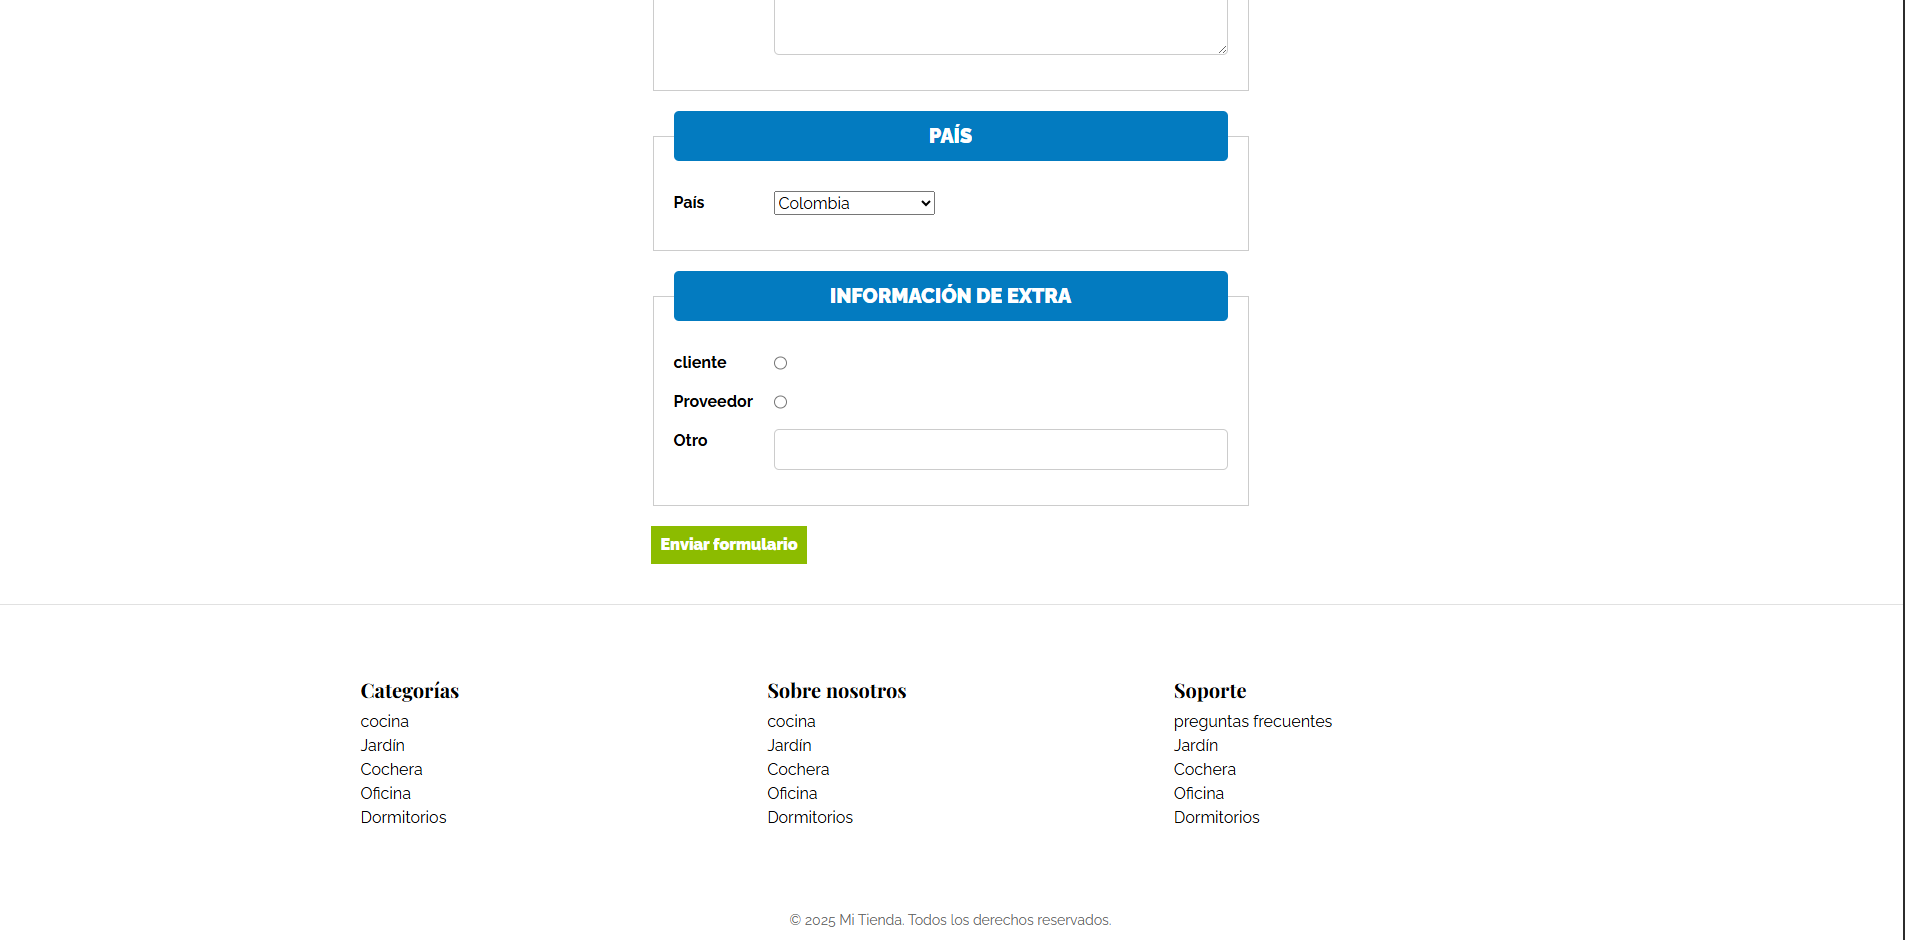 PAÍS
País
Colombia
INFORMACIÓN DE EXTRA
cliente
Proveedor
Otro
Enviar formulario
Categorías
cocina
Jardín
Cochera
Oficina
Dormitorios
Sobre nosotros
cocina
Jardín
Cochera
Oficina
Dormitorios
Soporte
preguntas frecuentes
Jardín
Cochera
Oficina
Dormitorios
© 2025 Mi Tienda. Todos los derechos reservados.